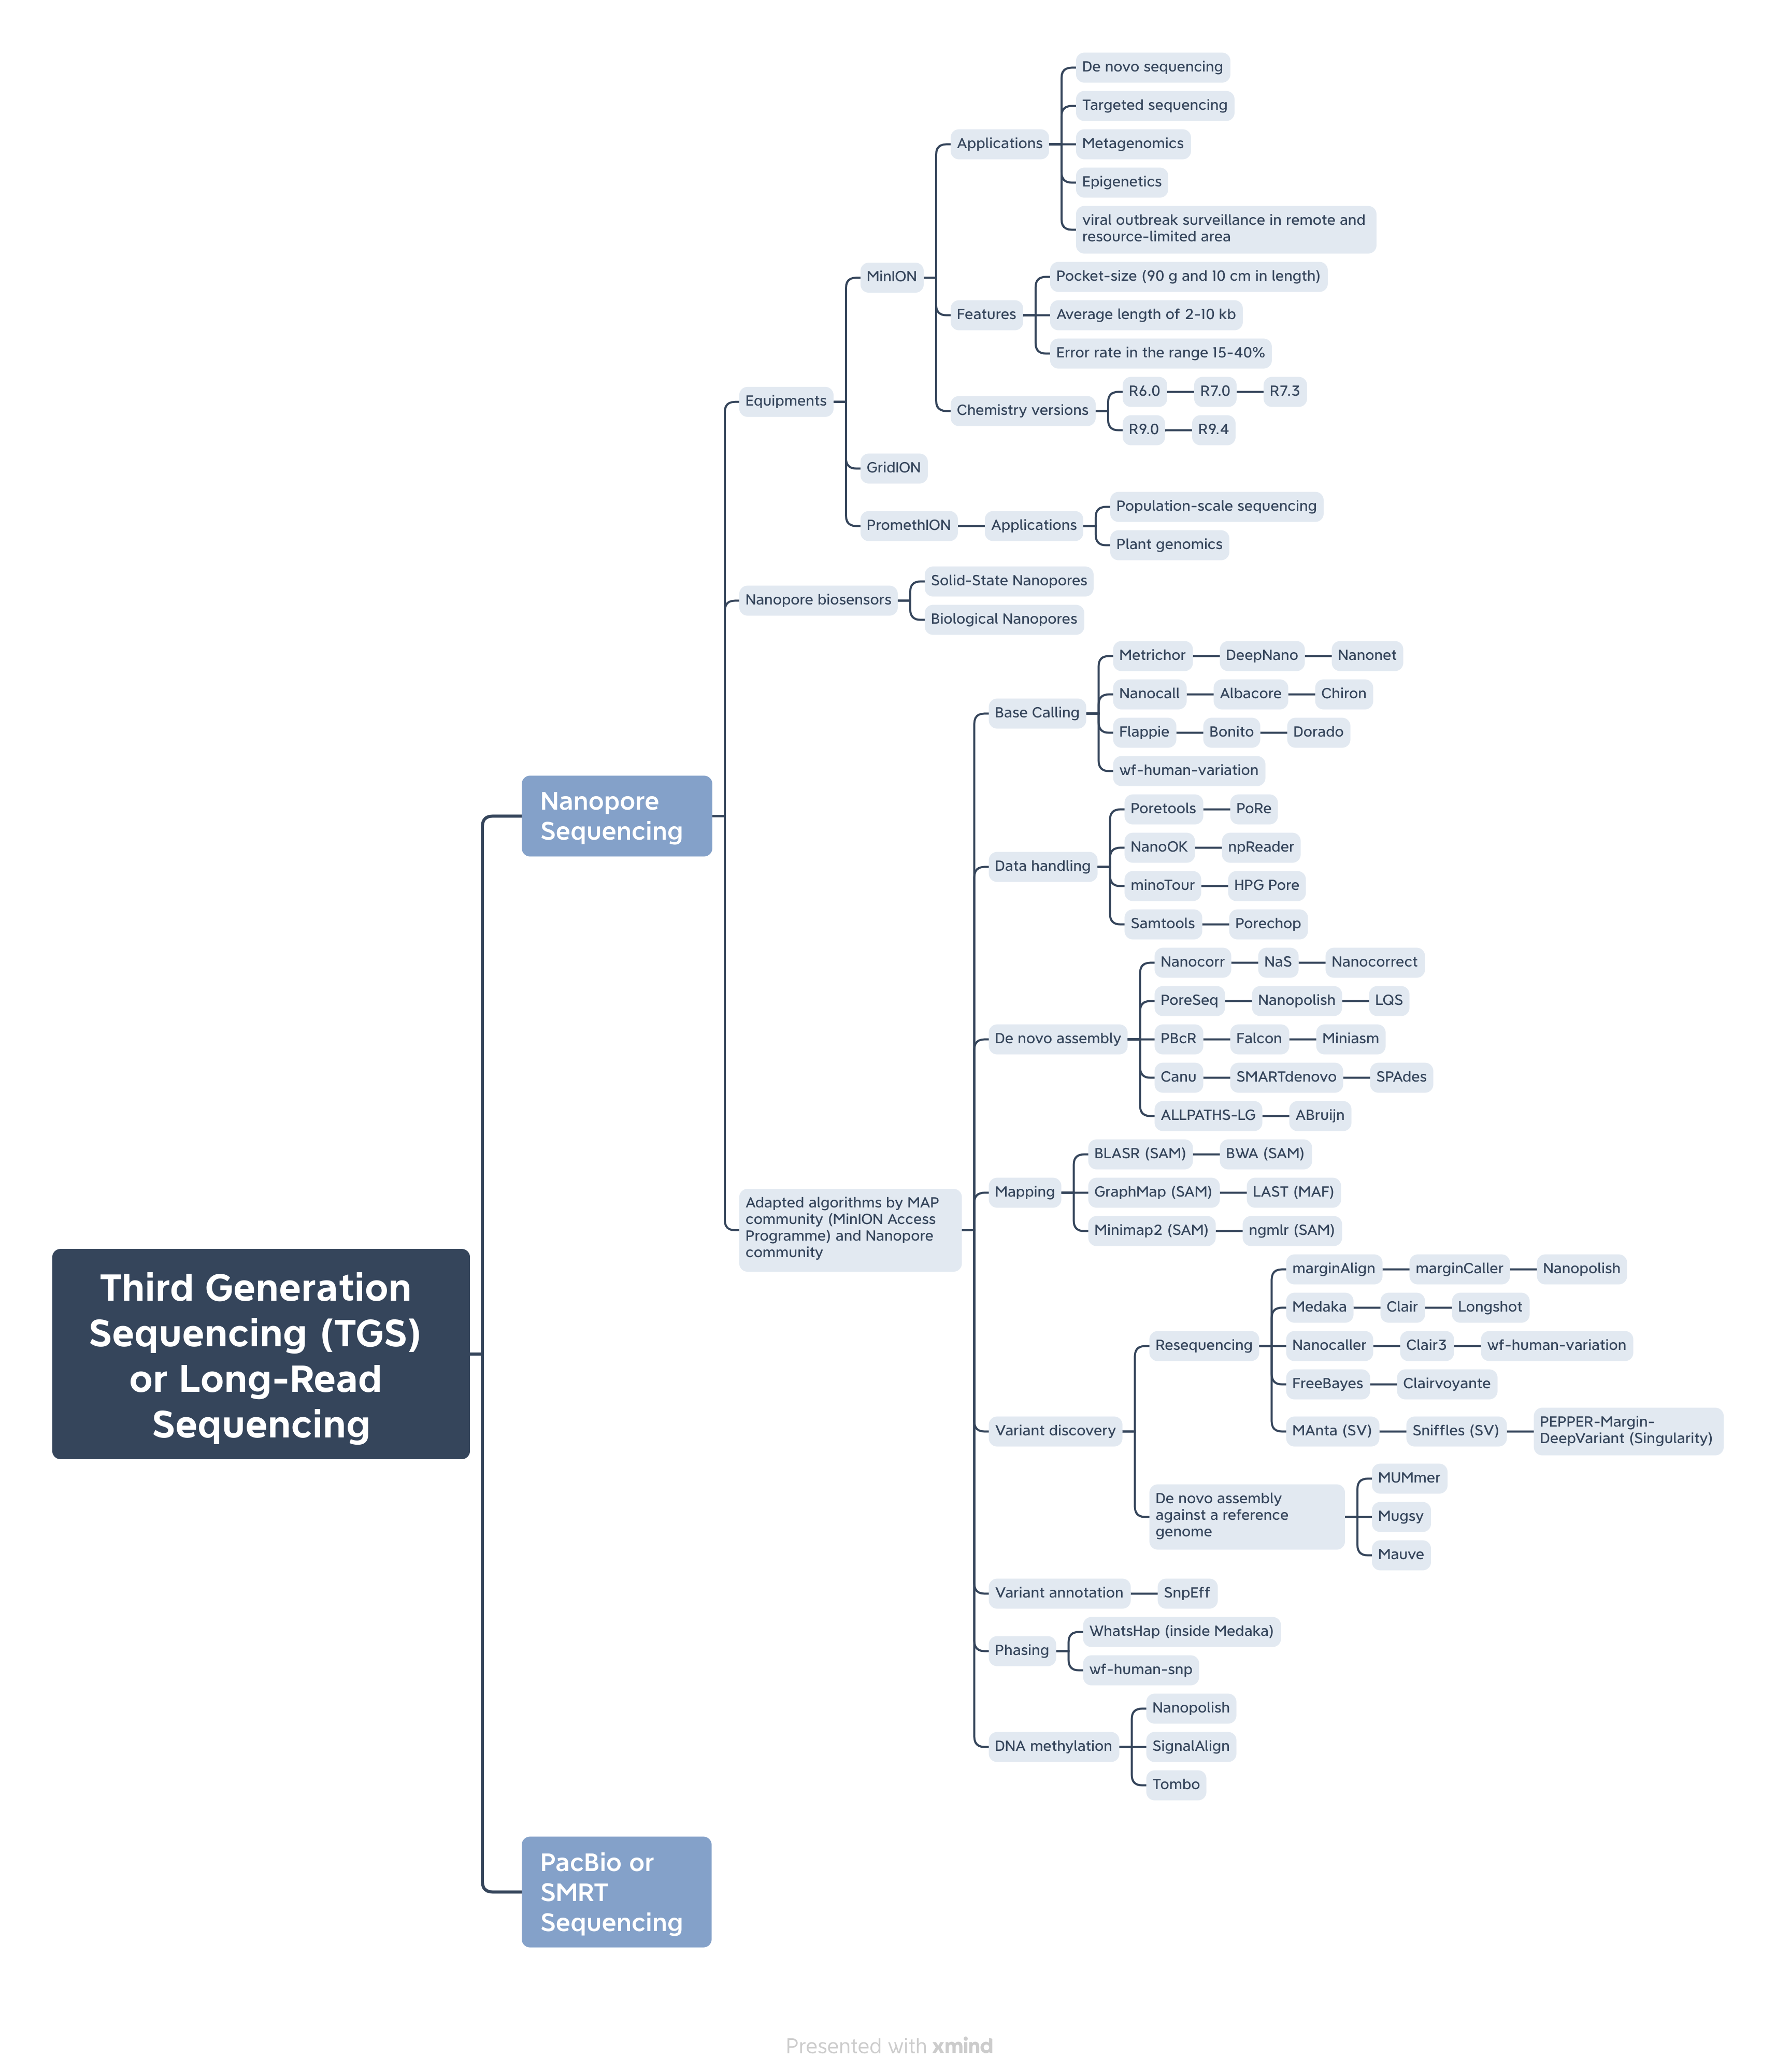 De novo sequencing
Targeted sequencing
Applications
Metagenomics
Epigenetics
viral outbreak surveillance in remote and
resource-limited area
MinION
Pocket-size (90 g and 10 cm in length)
Features
Average length of 2-10 kb
Error rate in the range 15-40%
Equipments
Chemistry versions
R6.0 R7.0 R7.3
R9.0 R9.4
GridION
PromethION
Applications
Population-scale sequencing
Plant genomics
Nanopore biosensors
Solid-State Nanopores
Biological Nanopores
Nanopore
Sequencing
Base Calling
Metrichor DeepNano Nanonet
Nanocall Albacore Chiron
Flappie Bonito Dorado
wf-human-variation
Data handling
Poretools PoRe
NanoOK npReader
minoTour HPG Pore
Samtools Porechop
De novo assembly
Nanocorr NaS Nanocorrect
PoreSeq Nanopolish LQS
PBcR Falcon Miniasm
Canu SMARTdenovo SPAdes
ALLPATHS-LG ABruijn
Adapted algorithms by MAP
community (MinION Access
Programme) and Nanopore
community
Mapping
BLASR (SAM) BWA (SAM)
GraphMap (SAM) LAST (MAF)
Minimap2 (SAM) ngmlr (SAM)
Third Generation
Sequencing (TGS)
or Long-Read
Sequencing
Variant discovery
Resequencing
marginAlign marginCaller Nanopolish
Medaka Clair Longshot
Nanocaller Clair3 wf-human-variation
FreeBayes Clairvoyante
MAnta (SV) Sniffles (SV)
PEPPER-Margin-
DeepVariant (Singularity)
De novo assembly
against a reference
genome
MUMmer
Mugsy
Mauve
Variant annotation SnpEff
Phasing
WhatsHap (inside Medaka)
wf-human-snp
DNA methylation
Nanopolish
SignalAlign
Tombo
PacBio or
SMRT
Sequencing
Presented with xmind